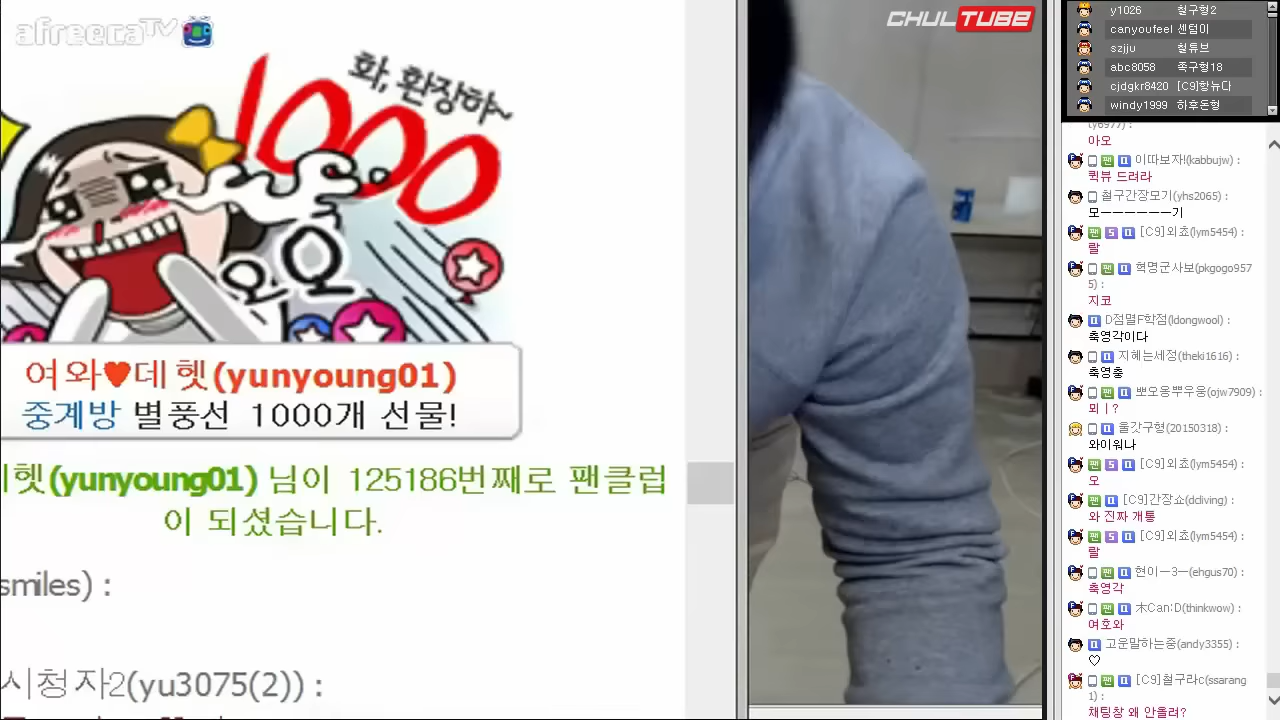 afreecaTV
화, 환장하~
1000
오오
여와♥데헷(yunyoung01)
중계방 별풍선 1000개 선물!
헷(yunyoung01) 님이 125186번째로 팬클럽
이 되셨습니다.
smiles) :
시청자2(yu3075(2)) :
CHULTUBE
y1026 철구형2
canyoufeel 센텀이
szjju 철튜브
abc8058 족구형18
cjdgkr8420 [C9]항뉴다
windy1999 하후돈형
(y6977) :
아오
이따보자!(kabbujw) :
퀵뷰 드려라
철구간장모기(yhs2065) :
모ㅡㅡㅡㅡㅡㅡ기
[C9]외쵸(lym5454) :
랄
혁명군사보(pkgogo957
5) :
지코
D점멸F학점(ldongwool) :
축영각이다
지혜는세정(theki1616) :
축영충
뽀오옹뿌우웅(ojw7909) :
뫼ㅣ?
울갓구형(20150318) :
와이워나
[C9]외쵸(lym5454) :
오
[C9]간장쇼(ddiving) :
와 진짜 개통
[C9]외쵸(lym5454) :
랄
현이ㅡ3ㅡ(ehgus70) :
축영각
木Can:D(thinkwow) :
여호와
고운말하는중(andy3355) :
♡
[C9]철구라c(ssarang
1) :
채팅창 왜 안올려?